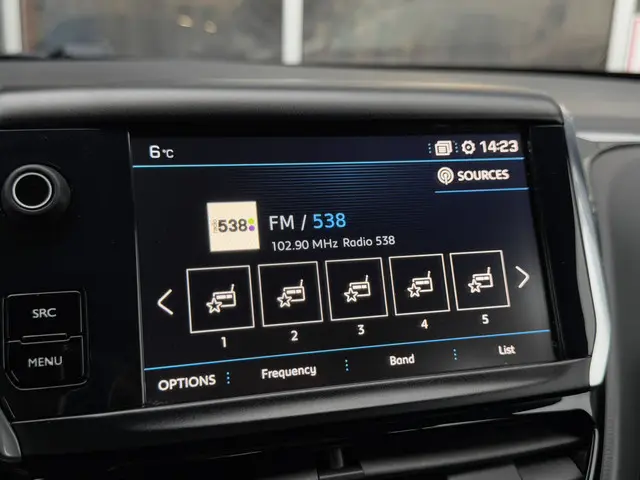 6 °C
14:23
SOURCES
radio 538
FM / 538
102.90 MHz Radio 538
SRC
MENU
1 2 3 4 5
OPTIONS Frequency Band List